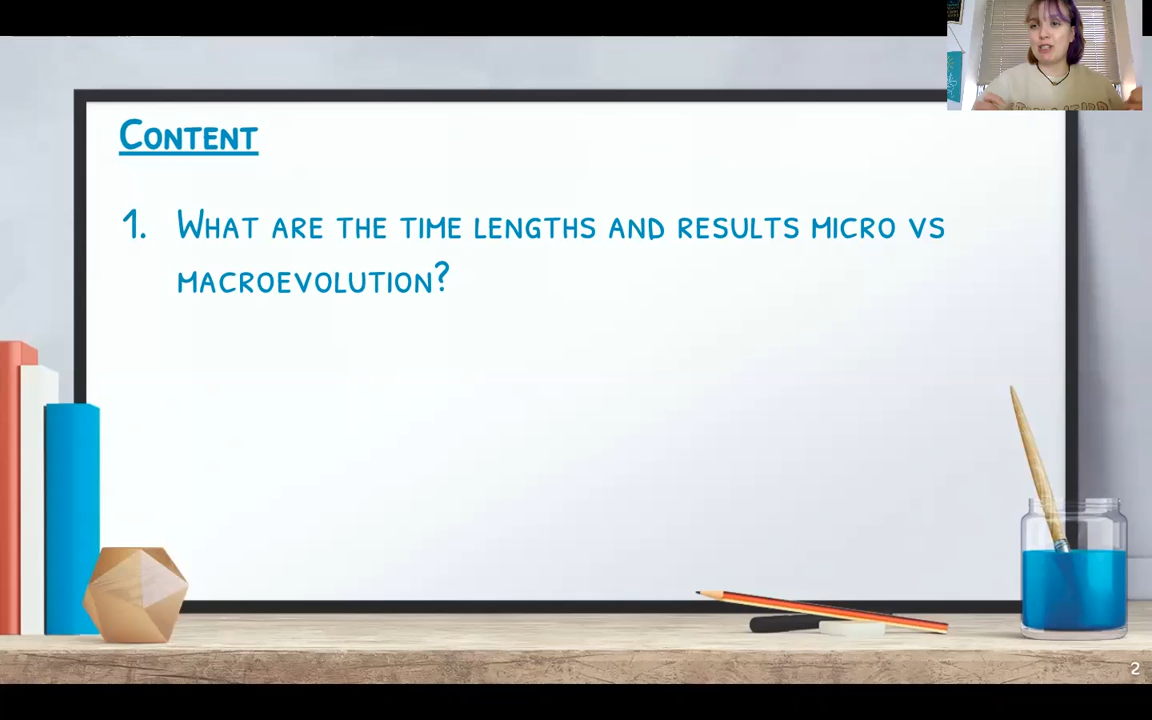 Content
1. What are the time lengths and results micro vs
macroevolution?
2